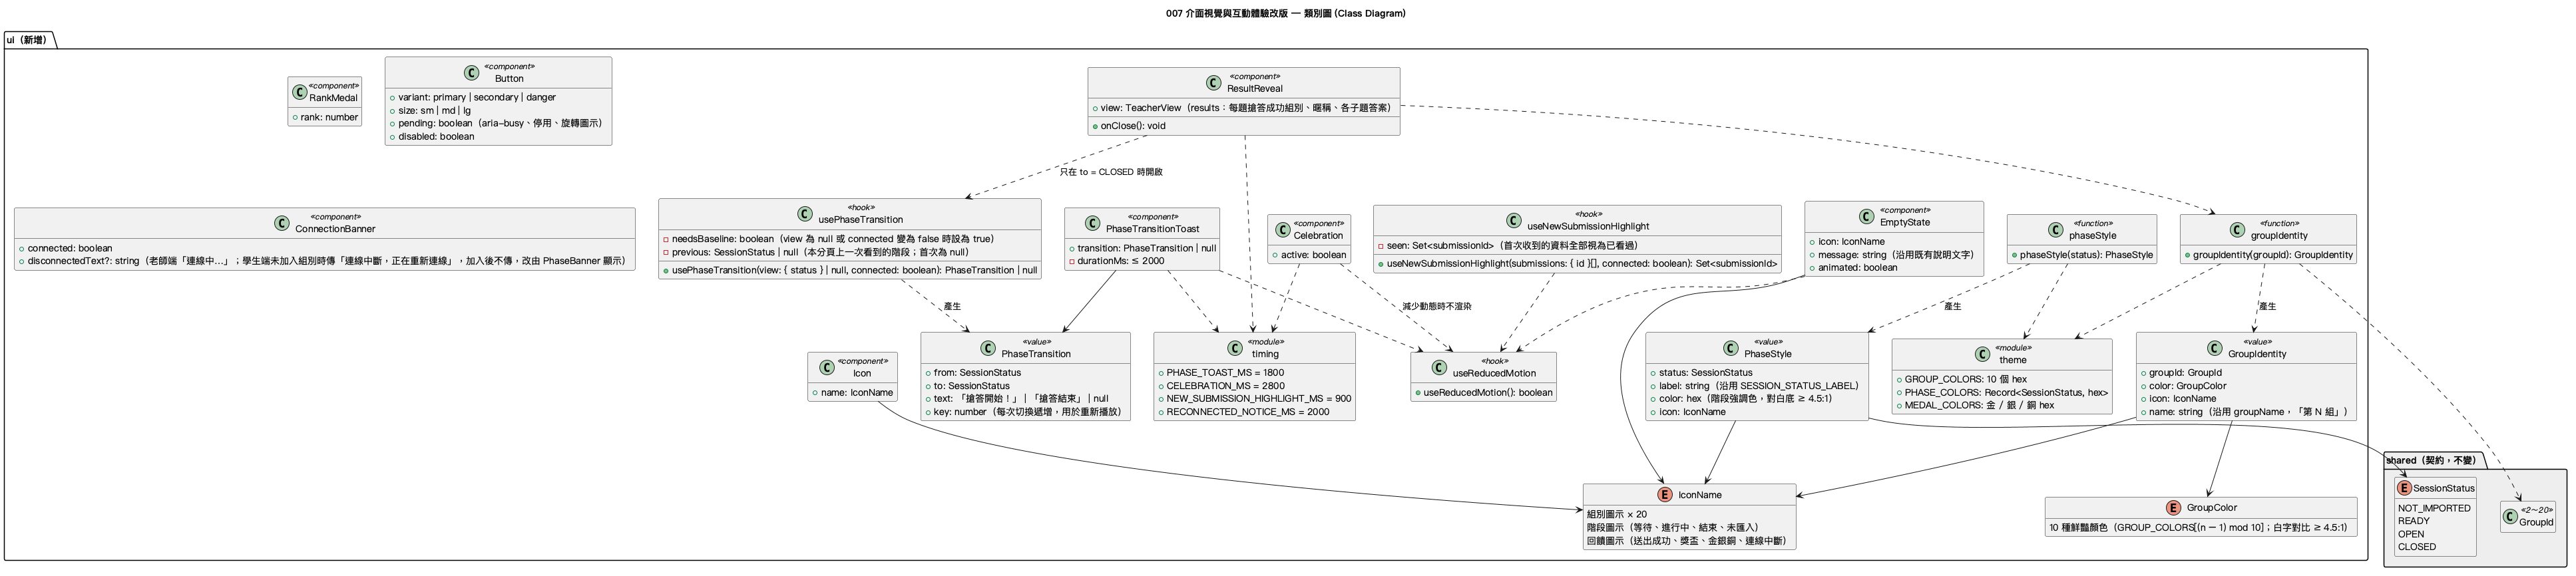 007 介面視覺與互動體驗改版 — 類別圖 (Class Diagram)
ui（新增）
«component»
RankMedal
rank: number
«component»
Button
variant: primary | secondary | danger
size: sm | md | lg
pending: boolean（aria-busy、停用、旋轉圖示）
disabled: boolean
«component»
ResultReveal
view: TeacherView（results：每題搶答成功組別、暱稱、各子題答案）
onClose(): void
只在 to = CLOSED 時開啟
«component»
ConnectionBanner
connected: boolean
disconnectedText?: string（老師端「連線中…」；學生端未加入組別時傳「連線中斷，正在重新連線」，加入後不傳，改由 PhaseBanner 顯示）
«hook»
usePhaseTransition
needsBaseline: boolean（view 為 null 或 connected 變為 false 時設為 true）
previous: SessionStatus | null（本分頁上一次看到的階段；首次為 null）
usePhaseTransition(view: { status } | null, connected: boolean): PhaseTransition | null
«component»
PhaseTransitionToast
transition: PhaseTransition | null
durationMs: ≤ 2000
«component»
Celebration
active: boolean
«hook»
useNewSubmissionHighlight
seen: Set<submissionId>（首次收到的資料全部視為已看過）
useNewSubmissionHighlight(submissions: { id }[], connected: boolean): Set<submissionId>
«component»
EmptyState
icon: IconName
message: string（沿用既有說明文字）
animated: boolean
«function»
phaseStyle
phaseStyle(status): PhaseStyle
«function»
groupIdentity
groupIdentity(groupId): GroupIdentity
產生
減少動態時不渲染
產生
產生
«component»
Icon
name: IconName
«value»
PhaseTransition
from: SessionStatus
to: SessionStatus
text: 「搶答開始！」｜「搶答結束」｜null
key: number（每次切換遞增，用於重新播放）
«module»
timing
PHASE_TOAST_MS = 1800
CELEBRATION_MS = 2800
NEW_SUBMISSION_HIGHLIGHT_MS = 900
RECONNECTED_NOTICE_MS = 2000
«hook»
useReducedMotion
useReducedMotion(): boolean
«value»
PhaseStyle
status: SessionStatus
label: string（沿用 SESSION_STATUS_LABEL）
color: hex（階段強調色，對白底 ≥ 4.5:1）
icon: IconName
«module»
theme
GROUP_COLORS: 10 個 hex
PHASE_COLORS: Record<SessionStatus, hex>
MEDAL_COLORS: 金 / 銀 / 銅 hex
«value»
GroupIdentity
groupId: GroupId
color: GroupColor
icon: IconName
name: string（沿用 groupName，「第 N 組」）
IconName
組別圖示 × 20
階段圖示（等待、進行中、結束、未匯入）
回饋圖示（送出成功、獎盃、金銀銅、連線中斷）
GroupColor
10 種鮮豔顏色（GROUP_COLORS[(n − 1) mod 10]；白字對比 ≥ 4.5:1）
shared（契約，不變）
SessionStatus
NOT_IMPORTED
READY
OPEN
CLOSED
«2~20»
GroupId